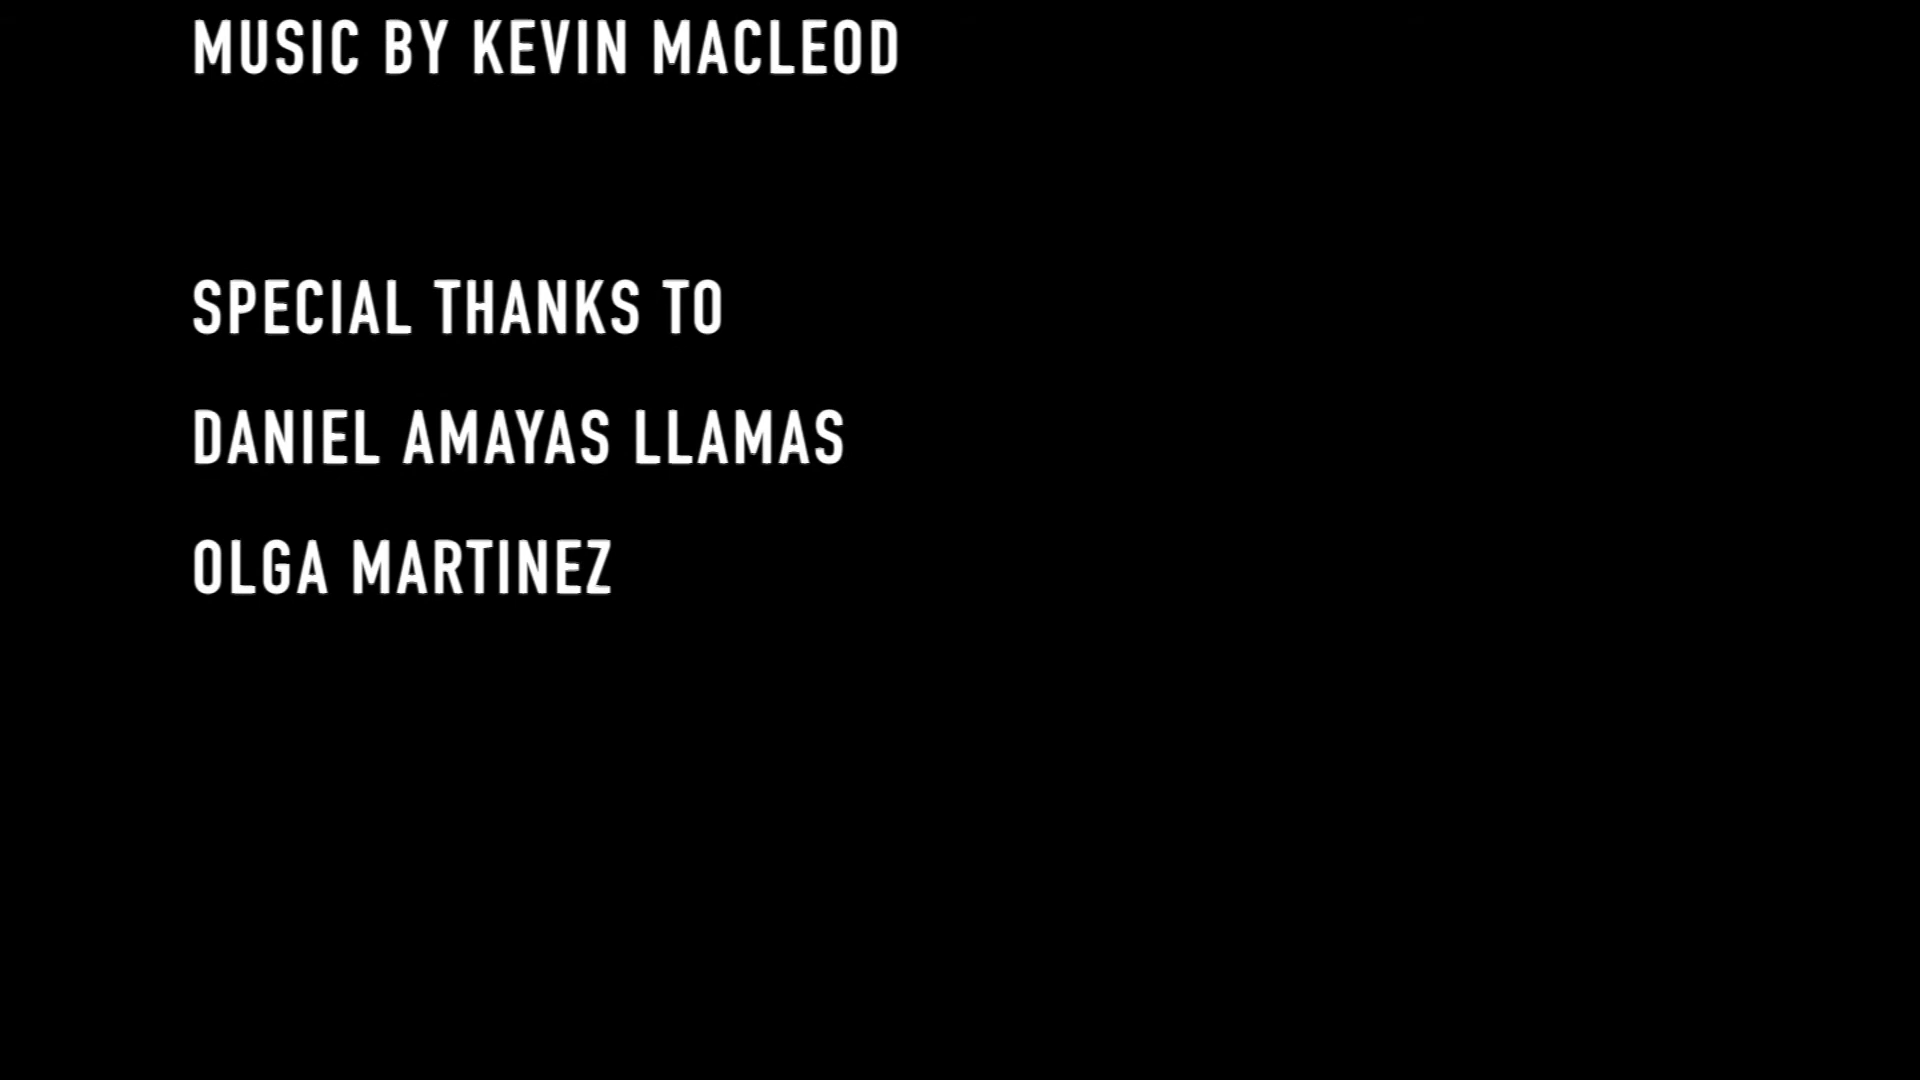 MUSIC BY KEVIN MACLEOD
SPECIAL THANKS TO
DANIEL AMAYAS LLAMAS
OLGA MARTINEZ